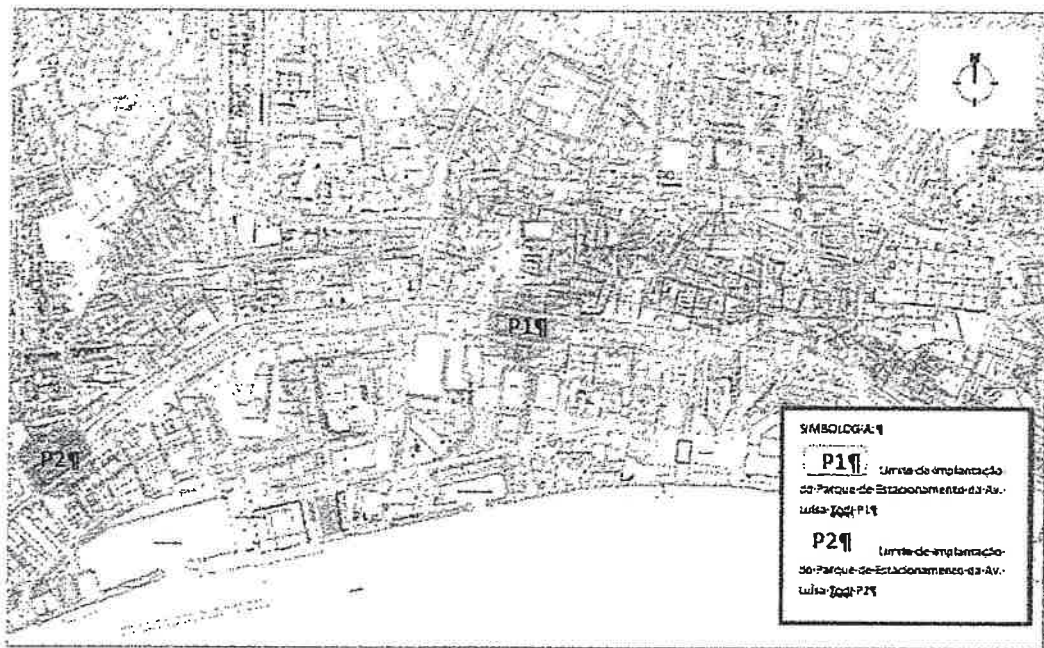 N
P1¶
P2¶
SIMBOLOGIA:¶
P1¶ Limite·de·implantação·
do·Parque·de·Estacionamento·da·Av.·
Luísa·Todi·P1¶
P2¶ Limite·de·implantação·
do·Parque·de·Estacionamento·da·Av.·
Luísa·Todi·P2¶